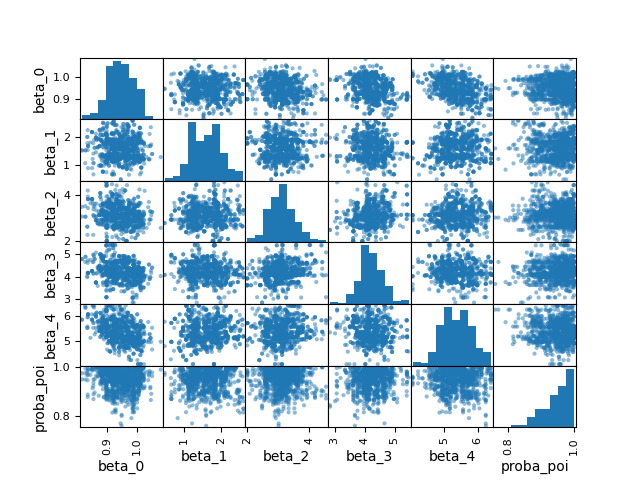 beta_0
1.0
0.9
beta_1
2
1
beta_2
4
2
beta_3
5
4
3
beta_4
6
5
proba_poi
1.0
0.8
0.9 1.0 1 2 2 4 3 4 5 5 6 0.8 1.0
beta_0 beta_1 beta_2 beta_3 beta_4 proba_poi